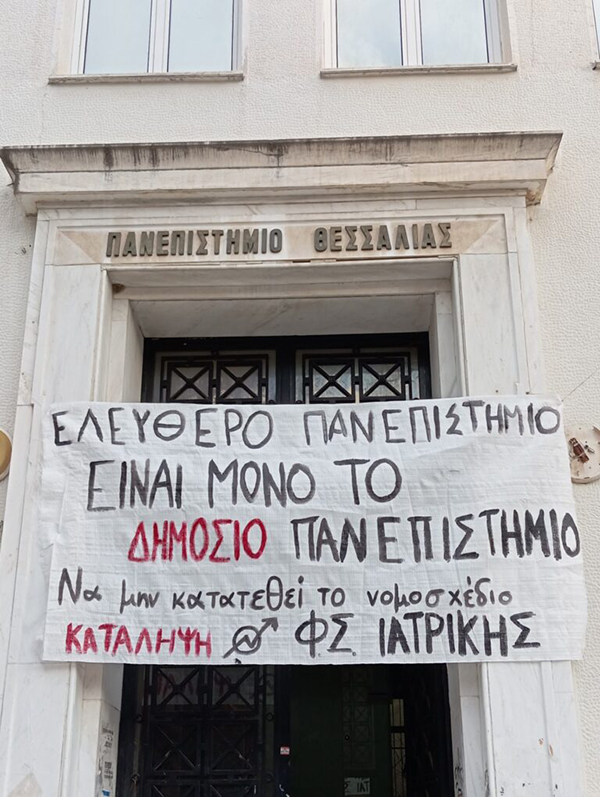 ΠΑΝΕΠΙΣΤΗΜΙΟ ΘΕΣΣΑΛΙΑΣ
ΕΛΕΥΘΕΡΟ ΠΑΝΕΠΙΣΤΗΜΙΟ
ΕΙΝΑΙ ΜΟΝΟ ΤΟ
ΔΗΜΟΣΙΟ ΠΑΝΕΠΙΣΤΗΜΙΟ
Να μην κατατεθεί το νομοσχέδιο
ΚΑΤΑΛΗΨΗ ΦΣ ΙΑΤΡΙΚΗΣ